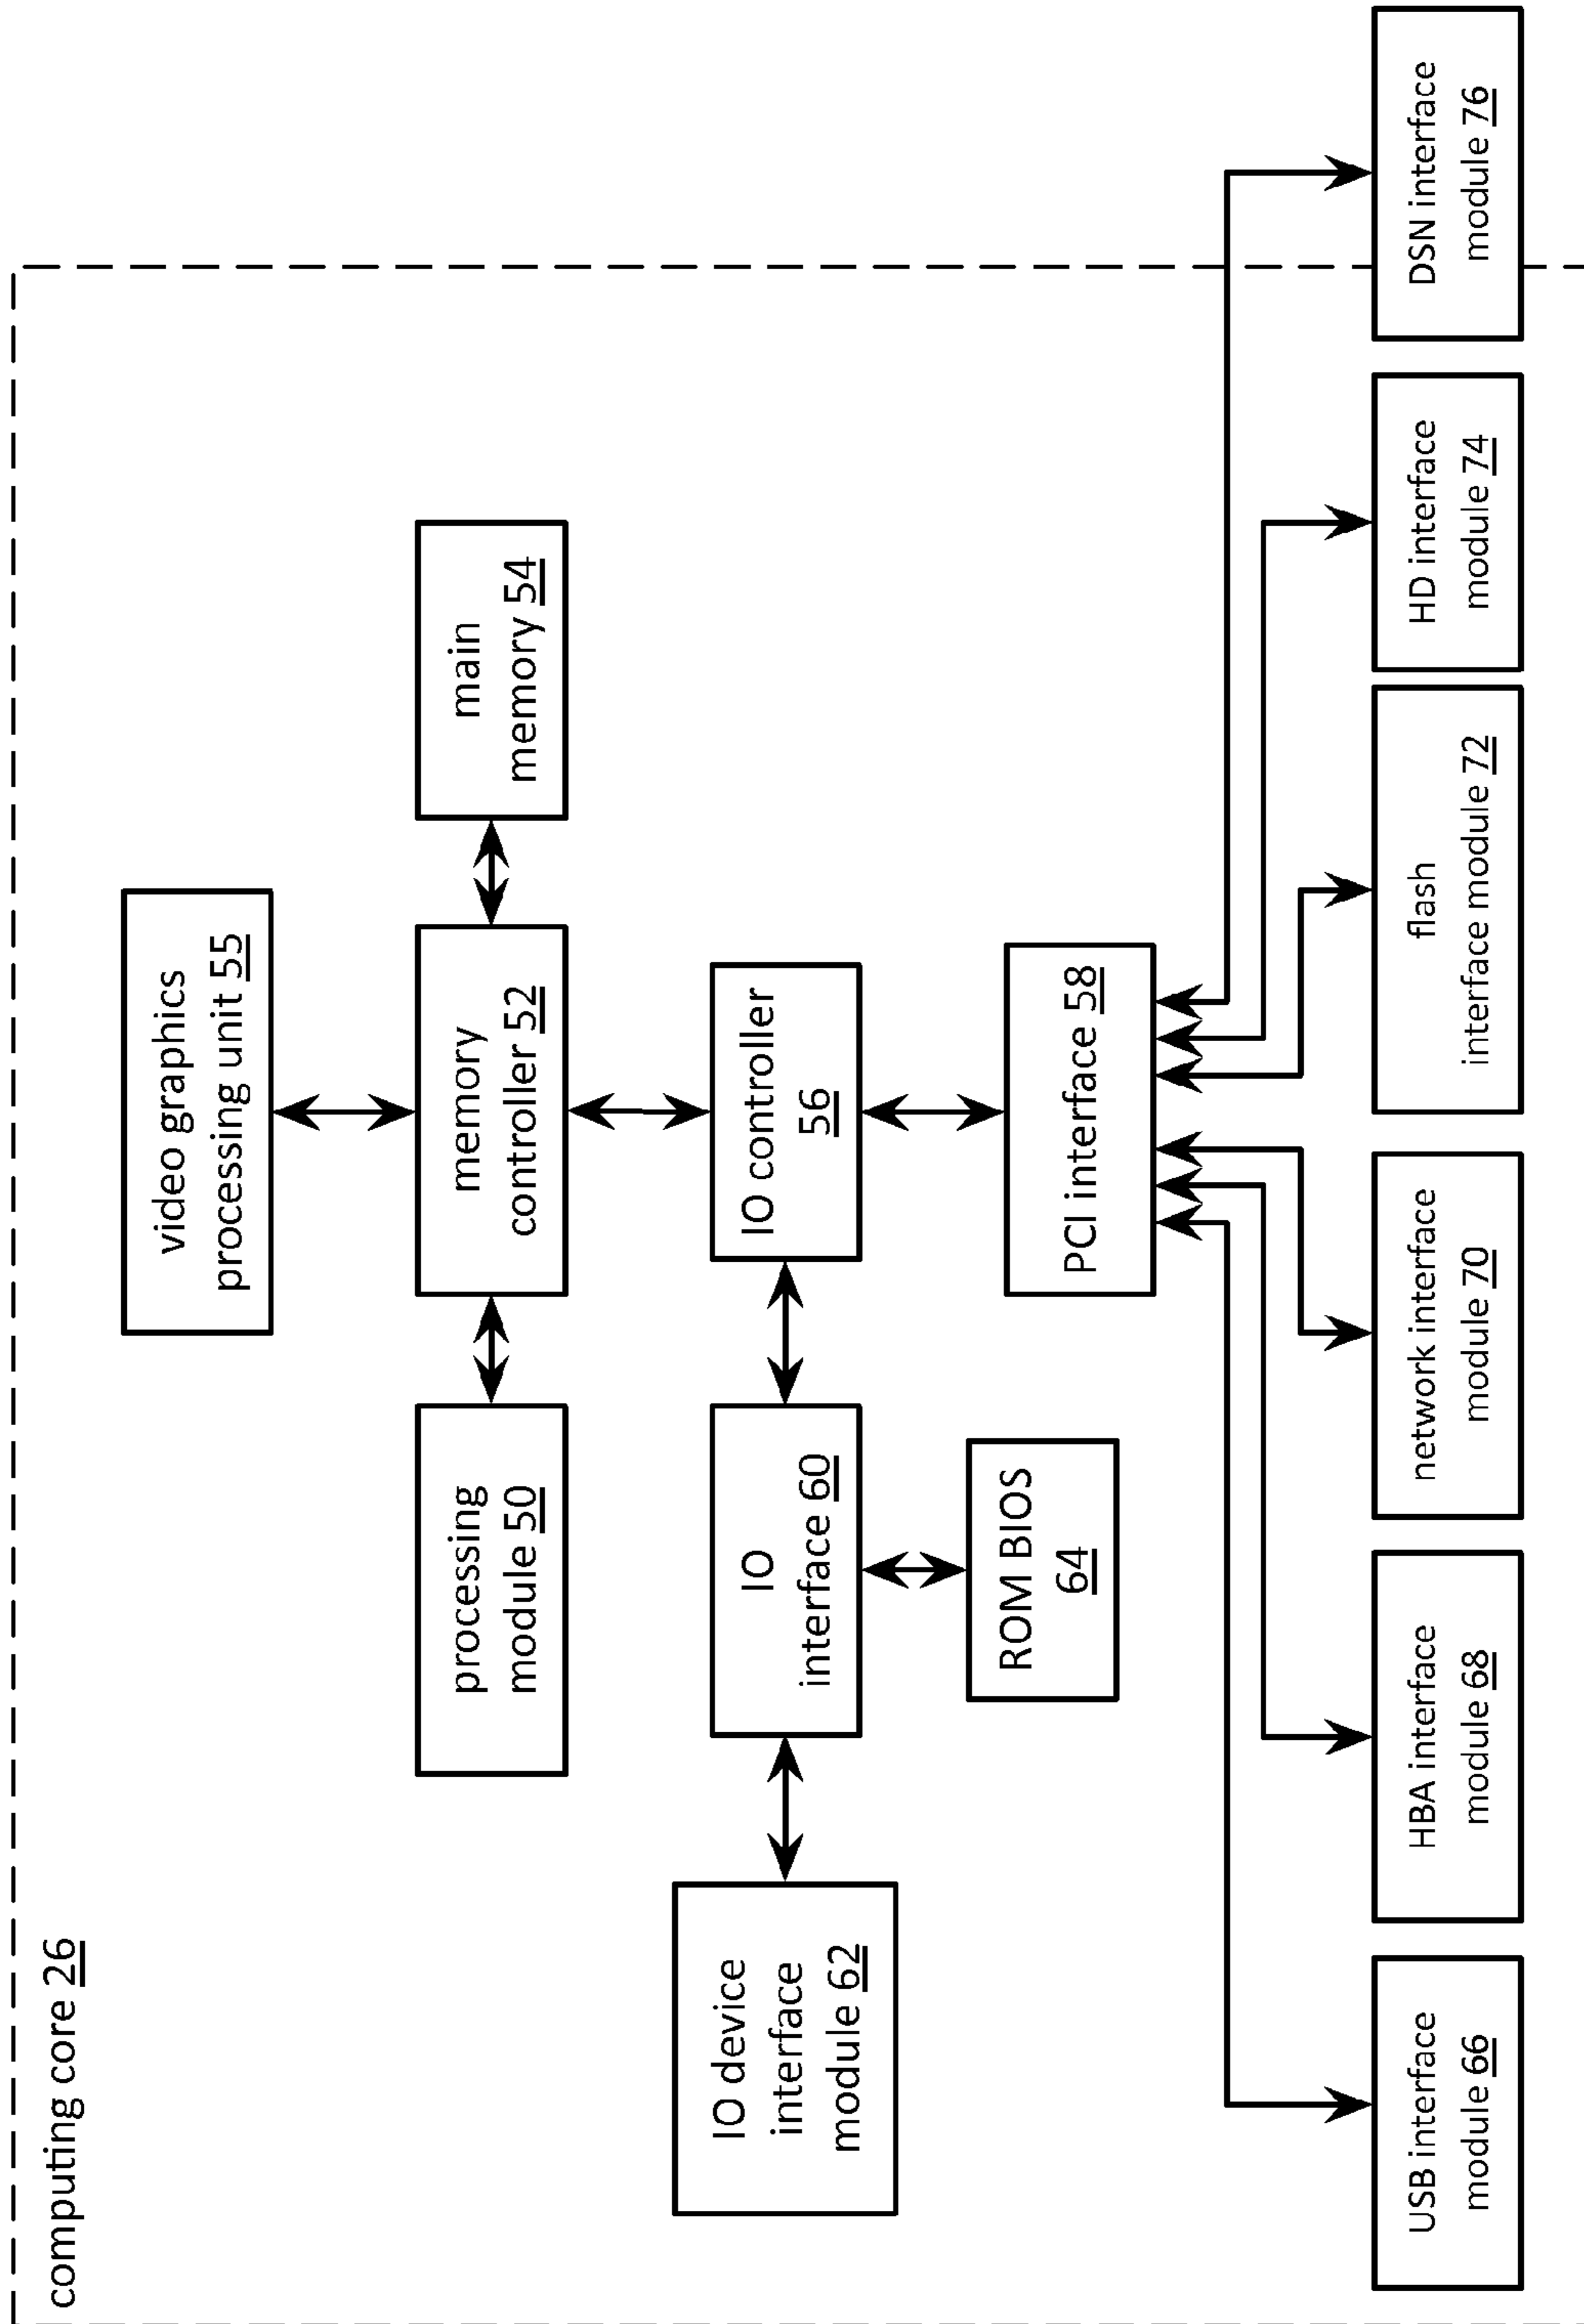 computing core 26
video graphics
processing unit 55
processing
module 50
memory
controller 52
main
memory 54
IO device
interface
module 62
IO
interface 60
IO controller
56
ROM BIOS
64
PCI interface 58
USB interface
module 66
HBA interface
module 68
network interface
module 70
flash
interface module 72
HD interface
module 74
DSN interface
module 76